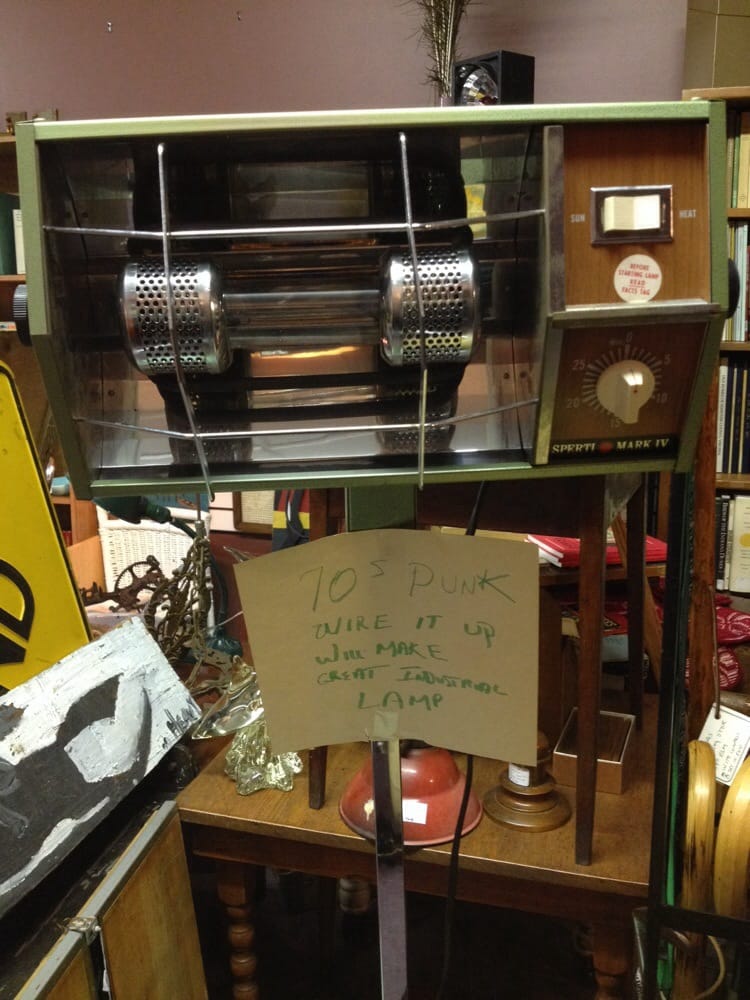 SUN HEAT
BEFORE
STARTING LAMP
READ
FACTS TAG
0
25 5
20 10
15
SPERTI MARK IV
70s PUNK
WIRE IT UP
WILL MAKE
GREAT INDUSTRIAL
LAMP